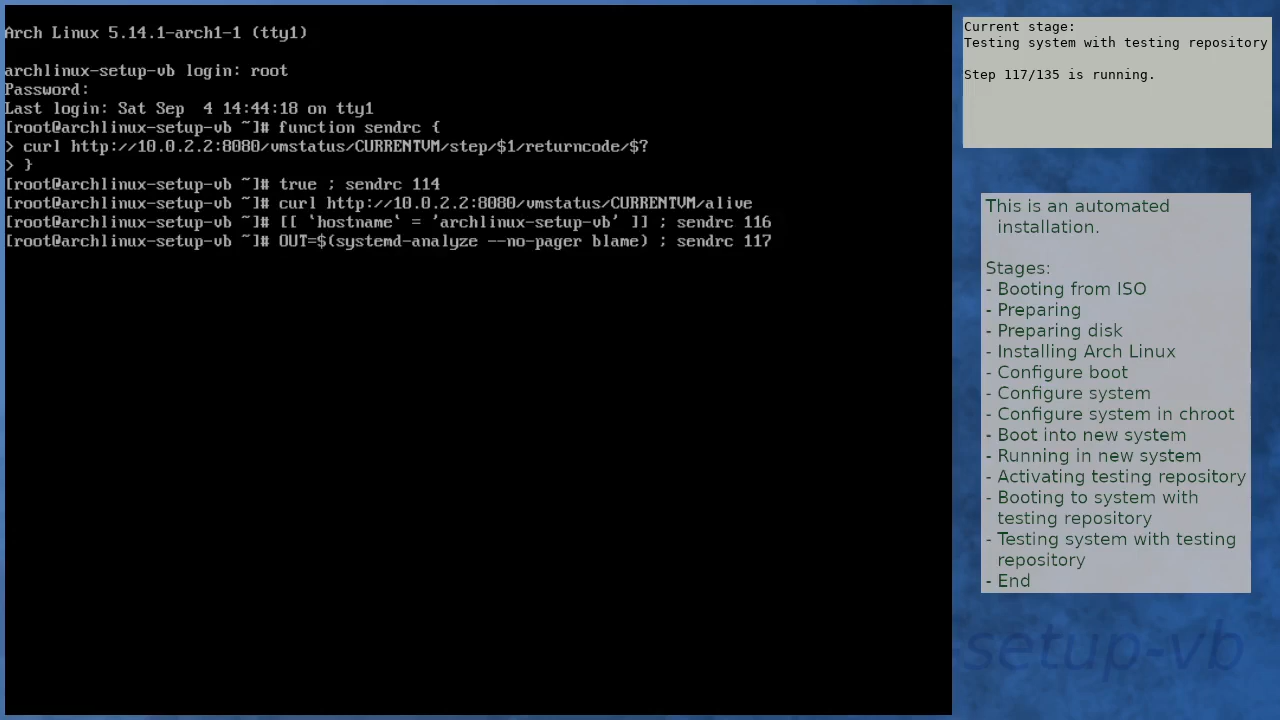 Arch Linux 5.14.1-arch1-1 (tty1)
archlinux-setup-vb login: root
Password:
Last login: Sat Sep  4 14:44:18 on tty1
[root@archlinux-setup-vb ~]# function sendrc {
> curl http://10.0.2.2:8080/vmstatus/CURRENTVM/step/$1/returncode/$?
> }
[root@archlinux-setup-vb ~]# true ; sendrc 114
[root@archlinux-setup-vb ~]# curl http://10.0.2.2:8080/vmstatus/CURRENTVM/alive
[root@archlinux-setup-vb ~]# [[ `hostname` = 'archlinux-setup-vb' ]] ; sendrc 116
[root@archlinux-setup-vb ~]# OUT=$(systemd-analyze --no-pager blame) ; sendrc 117
Current stage:
Testing system with testing repository
Step 117/135 is running.
This is an automated
installation.
Stages:
- Booting from ISO
- Preparing
- Preparing disk
- Installing Arch Linux
- Configure boot
- Configure system
- Configure system in chroot
- Boot into new system
- Running in new system
- Activating testing repository
- Booting to system with
testing repository
- Testing system with testing
repository
- End
-setup-vb